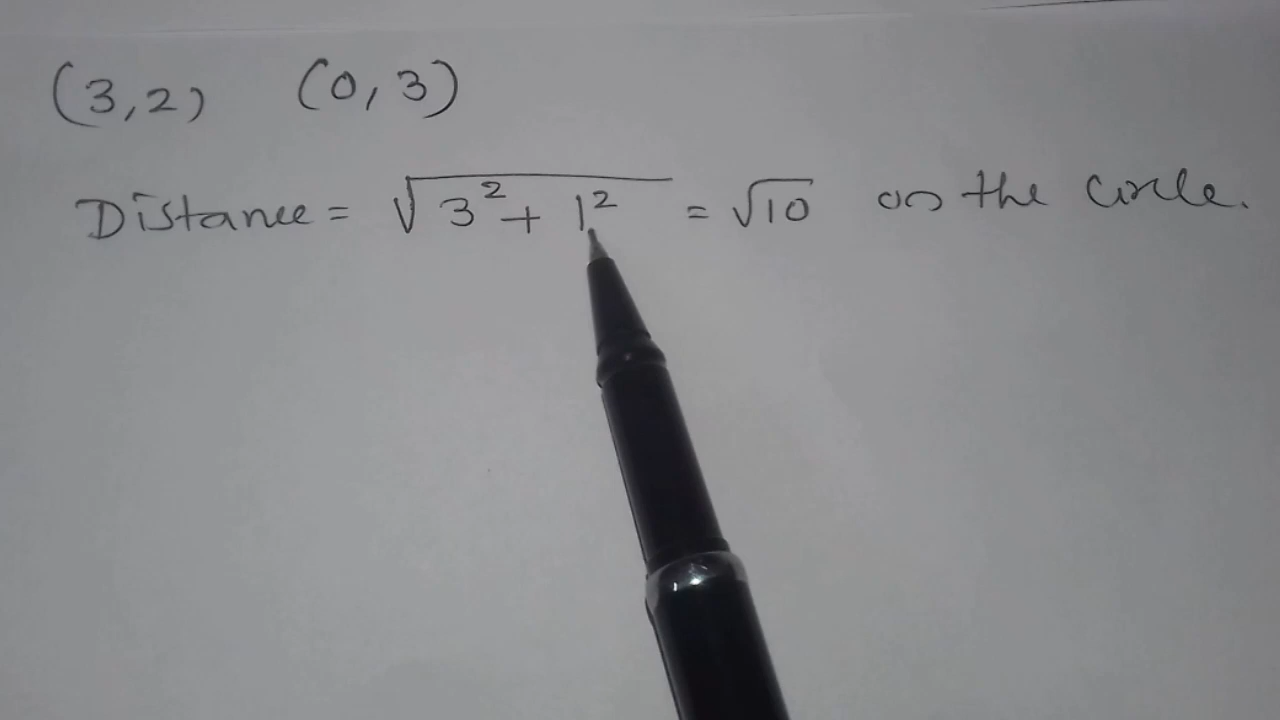 (3,2) (0,3)
Distance = √3² + 1² = √10 on the circle.